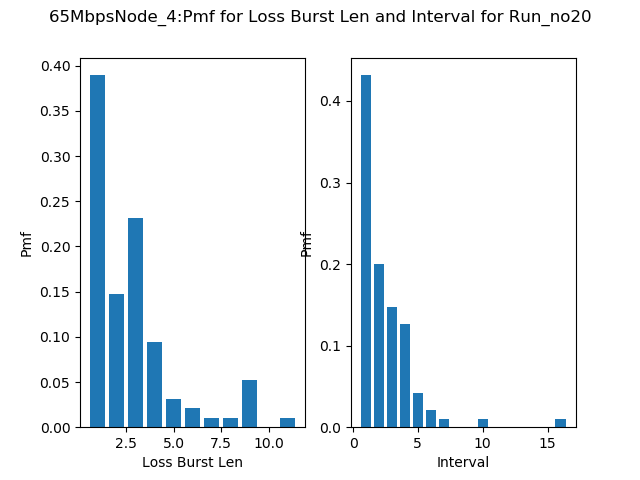 65MbpsNode_4:Pmf for Loss Burst Len and Interval for Run_no20
0.40
0.35
0.30
0.25
0.20
0.15
0.10
0.05
0.00
Pmf
2.5 5.0 7.5 10.0
Loss Burst Len
0.4
0.3
0.2
0.1
0.0
Pmf
0 5 10 15
Interval